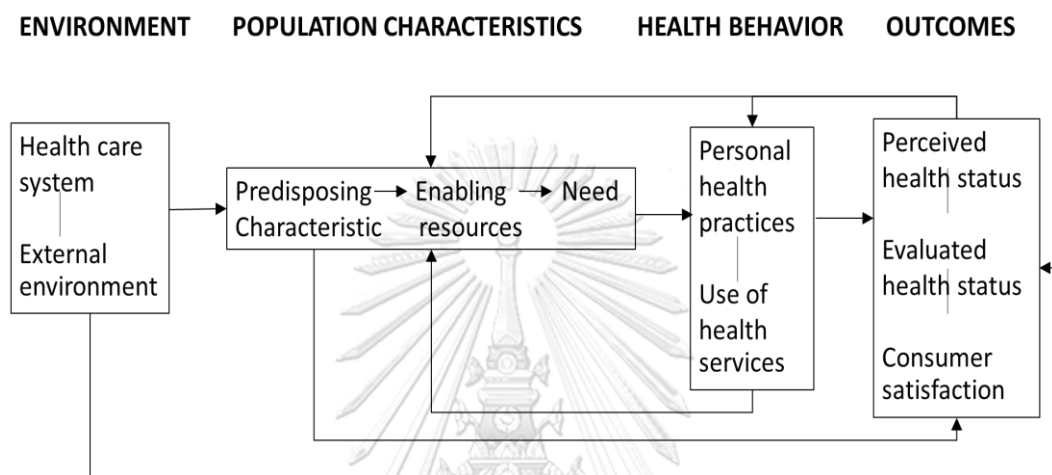 ENVIRONMENT POPULATION CHARACTERISTICS HEALTH BEHAVIOR OUTCOMES
Health care
system
External
environment
Predisposing Enabling Need
Characteristic resources
Personal
health
practices
Use of
health
services
Perceived
health status
Evaluated
health status
Consumer
satisfaction